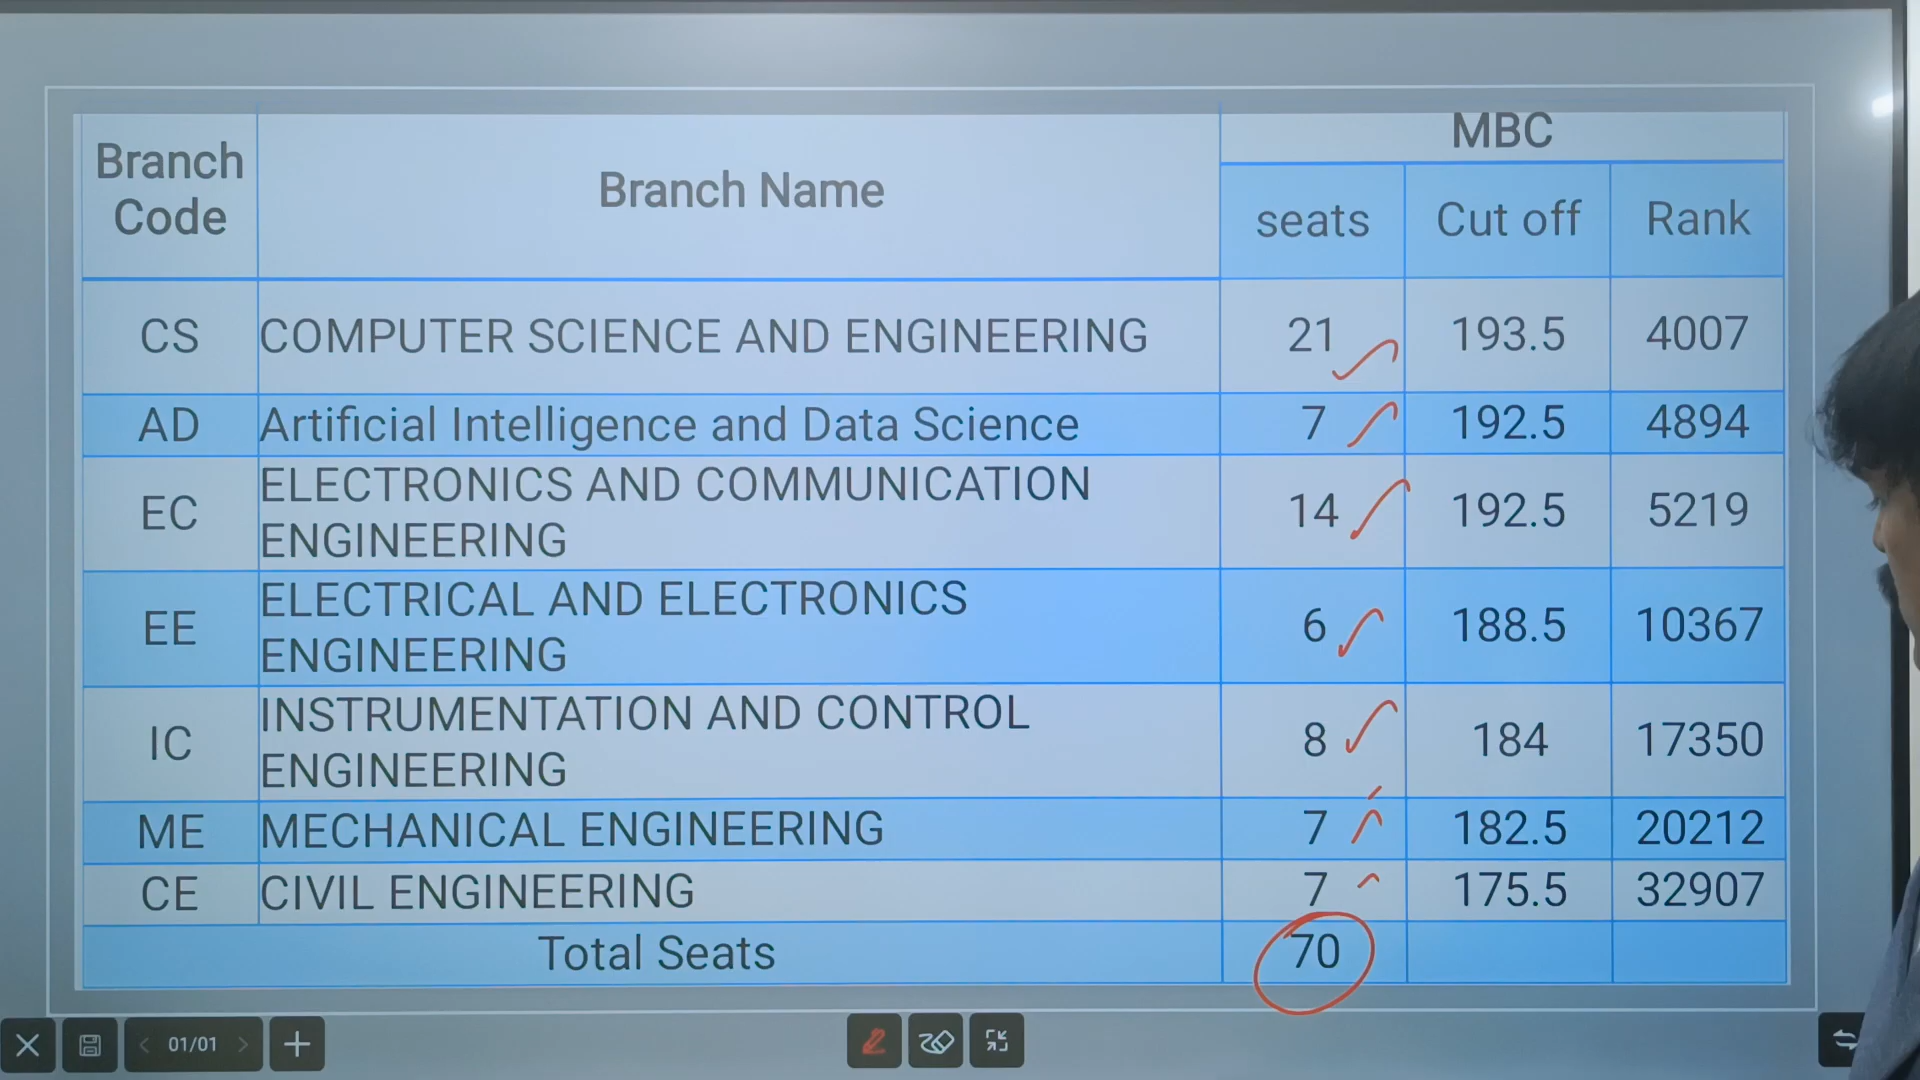 MBC
Branch
Code
Branch Name
seats
Cut off
Rank
CS
COMPUTER SCIENCE AND ENGINEERING
21
193.5
4007
AD
Artificial Intelligence and Data Science
7
192.5
4894
EC
ELECTRONICS AND COMMUNICATION
ENGINEERING
14
192.5
5219
EE
ELECTRICAL AND ELECTRONICS
ENGINEERING
6
188.5
10367
IC
INSTRUMENTATION AND CONTROL
ENGINEERING
8
184
17350
ME
MECHANICAL ENGINEERING
7
182.5
20212
CE
CIVIL ENGINEERING
7
175.5
32907
Total Seats
70
01/01